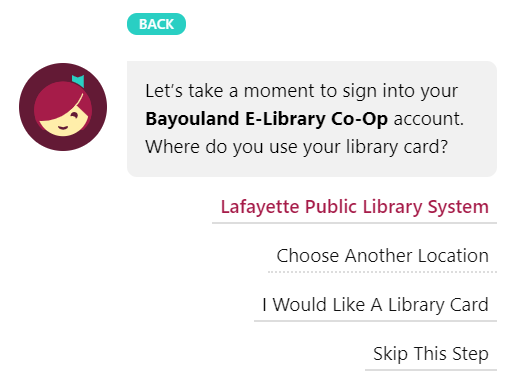 BACK
Let’s take a moment to sign into your
Bayouland E-Library Co-Op account.
Where do you use your library card?
Lafayette Public Library System
Choose Another Location
I Would Like A Library Card
Skip This Step